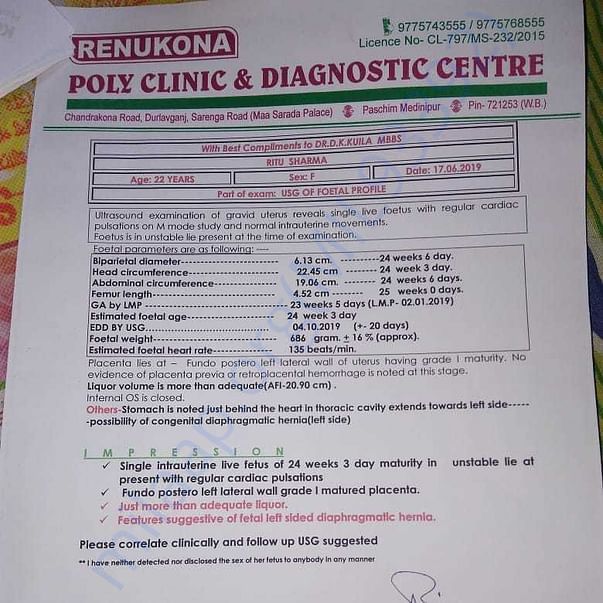 RENUKONA
9775743555 / 9775768555
Licence No- CL-797/MS-232/2015
POLY CLINIC & DIAGNOSTIC CENTRE
Chandrakona Road, Durlavganj, Sarenga Road (Maa Sarada Palace) Paschim Medinipur Pin- 721253 (W.B.)
With Best Compliments to DR.D.K.KUILA MBBS
RITU SHARMA
Age: 22 YEARS Sex: F Date: 17.06.2019
Part of exam: USG OF FOETAL PROFILE
Ultrasound examination of gravid uterus reveals single live foetus with regular cardiac
pulsations on M mode study and normal intrauterine movements.
Foetus is in unstable lie present at the time of examination.
Foetal parameters are as following: ----
Biparietal diameter-------------------- 6.13 cm. ---------24 weeks 6 day.
Head circumference------------------ 22.45 cm -------- 24 week 3 day.
Abdominal circumference----------- 19.06 cm. -------- 24 weeks 6 days.
Femur length--------------------------- 4.52 cm -------- 25 weeks 0 days.
GA by LMP ----------------------------- 23 weeks 5 days (L.M.P- 02.01.2019)
Estimated foetal age------------------ 24 week 3 day
EDD BY USG---------------------------- 04.10.2019 (+- 20 days)
Foetal weight--------------------------- 686 gram. ± 16 % (approx).
Estimated foetal heart rate----------- 135 beats/min.
Placenta lies at – Fundo postero left lateral wall of uterus having grade I maturity. No
evidence of placenta previa or retroplacental hemorrhage is noted at this stage.
Liquor volume is more than adequate(AFI-20.90 cm) .
Internal OS is closed.
Others-Stomach is noted just behind the heart in thoracic cavity extends towards left side-----
-possibility of congenital diaphragmatic hernia(left side)
I M P R E S S I O N
✓ Single intrauterine live fetus of 24 weeks 3 day maturity in unstable lie at
present with regular cardiac pulsations
✓ Fundo postero left lateral wall grade I matured placenta.
✓ Just more than adequate liquor.
✓ Features suggestive of fetal left sided diaphragmatic hernia.
Please correlate clinically and follow up USG suggested
** I have neither detected nor disclosed the sex of her fetus to anybody in any manner